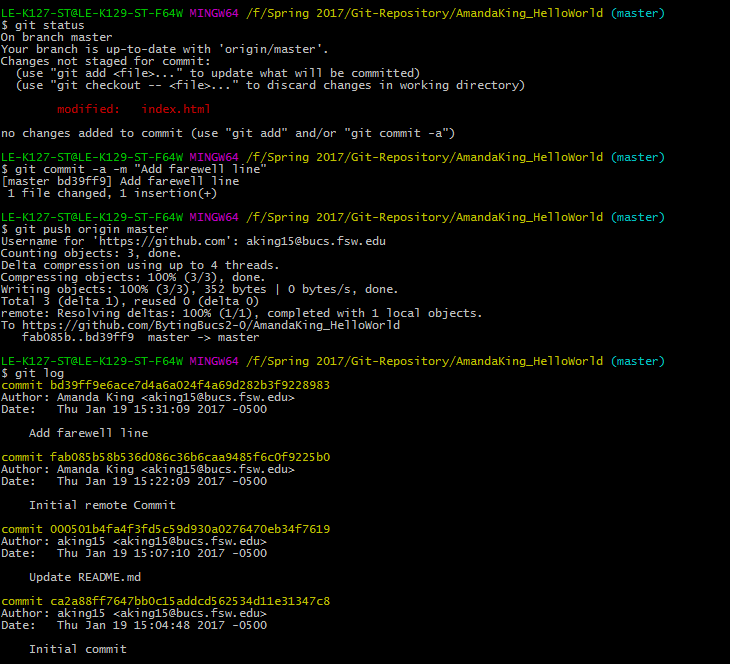 LE-K127-ST@LE-K129-ST-F64W MINGW64 /f/Spring 2017/Git-Repository/AmandaKing_HelloWorld (master)
$ git status
On branch master
Your branch is up-to-date with 'origin/master'.
Changes not staged for commit:
  (use "git add <file>..." to update what will be committed)
  (use "git checkout -- <file>..." to discard changes in working directory)

        modified:   index.html

no changes added to commit (use "git add" and/or "git commit -a")

LE-K127-ST@LE-K129-ST-F64W MINGW64 /f/Spring 2017/Git-Repository/AmandaKing_HelloWorld (master)
$ git commit -a -m "Add farewell line"
[master bd39ff9] Add farewell line
 1 file changed, 1 insertion(+)

LE-K127-ST@LE-K129-ST-F64W MINGW64 /f/Spring 2017/Git-Repository/AmandaKing_HelloWorld (master)
$ git push origin master
Username for 'https://github.com': aking15@bucs.fsw.edu
Counting objects: 3, done.
Delta compression using up to 4 threads.
Compressing objects: 100% (3/3), done.
Writing objects: 100% (3/3), 352 bytes | 0 bytes/s, done.
Total 3 (delta 1), reused 0 (delta 0)
remote: Resolving deltas: 100% (1/1), completed with 1 local objects.
To https://github.com/BytingBucs2-0/AmandaKing_HelloWorld
   fab085b..bd39ff9  master -> master

LE-K127-ST@LE-K129-ST-F64W MINGW64 /f/Spring 2017/Git-Repository/AmandaKing_HelloWorld (master)
$ git log
commit bd39ff9e6ace7d4a6a024f4a69d282b3f9228983
Author: Amanda King <aking15@bucs.fsw.edu>
Date:   Thu Jan 19 15:31:09 2017 -0500

    Add farewell line

commit fab085b58b536d086c36b6caa9485f6c0f9225b0
Author: Amanda King <aking15@bucs.fsw.edu>
Date:   Thu Jan 19 15:22:09 2017 -0500

    Initial remote Commit

commit 000501b4fa4f3fd5c59d930a0276470eb34f7619
Author: aking15 <aking15@bucs.fsw.edu>
Date:   Thu Jan 19 15:07:10 2017 -0500

    Update README.md

commit ca2a88ff7647bb0c15addcd562534d11e31347c8
Author: aking15 <aking15@bucs.fsw.edu>
Date:   Thu Jan 19 15:04:48 2017 -0500

    Initial commit